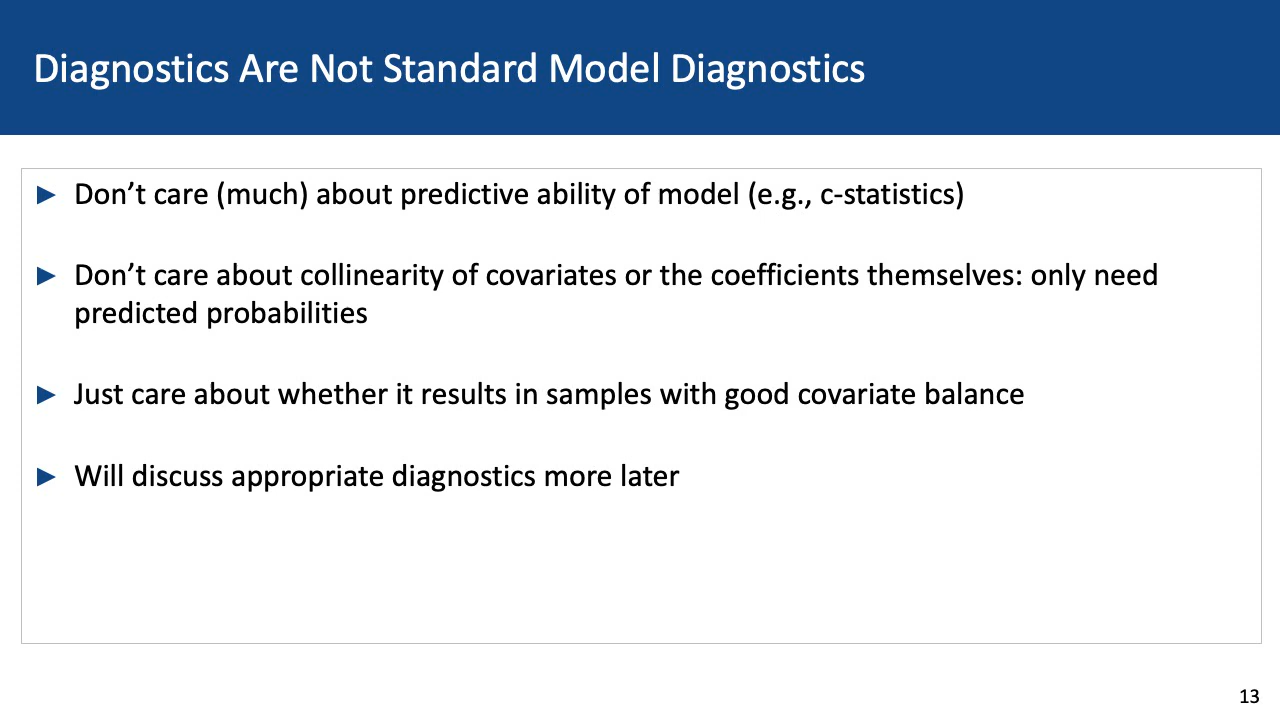 Diagnostics Are Not Standard Model Diagnostics
► Don’t care (much) about predictive ability of model (e.g., c-statistics)
► Don’t care about collinearity of covariates or the coefficients themselves: only need
predicted probabilities
► Just care about whether it results in samples with good covariate balance
► Will discuss appropriate diagnostics more later
13